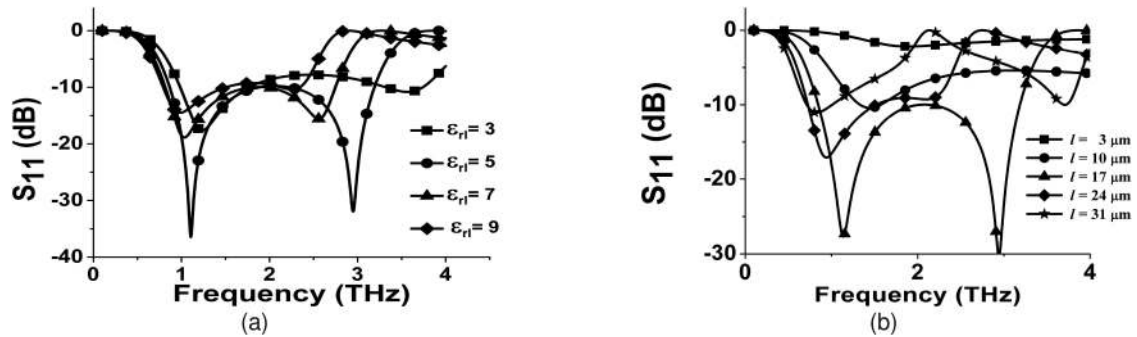 0
-10
-20
-30
-40
S11 (dB)
εrl= 3
εrl= 5
εrl= 7
εrl= 9
0 1 2 3 4
Frequency (THz)
(a)
0
-10
-20
-30
S11 (dB)
l = 3 μm
l = 10 μm
l = 17 μm
l = 24 μm
l = 31 μm
0 2 4
Frequency (THz)
(b)